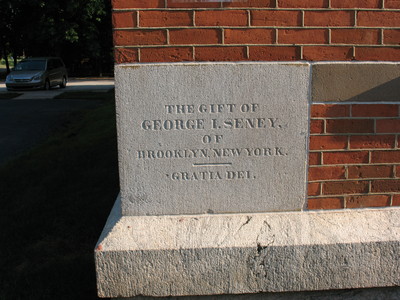 THE GIFT OF
GEORGE I. SENEY,
OF
BROOKLYN, NEW YORK.
GRATIA DEI.